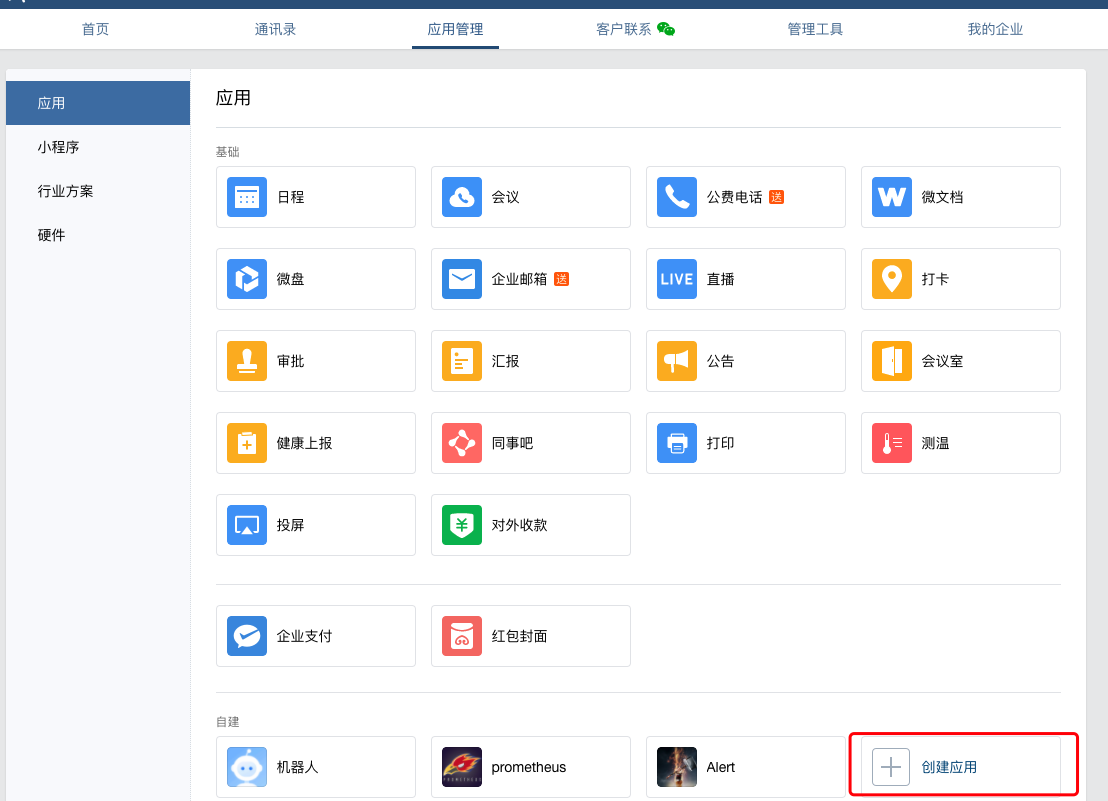 首页 通讯录 应用管理 客户联系 管理工具 我的企业
应用
小程序
行业方案
硬件
应用
基础
日程 会议 公费电话 送 微文档
微盘 企业邮箱 送 直播 打卡
LIVE
审批 汇报 公告 会议室
健康上报 同事吧 打印 测温
投屏 对外收款
企业支付 红包封面
自建
机器人 prometheus Alert 创建应用